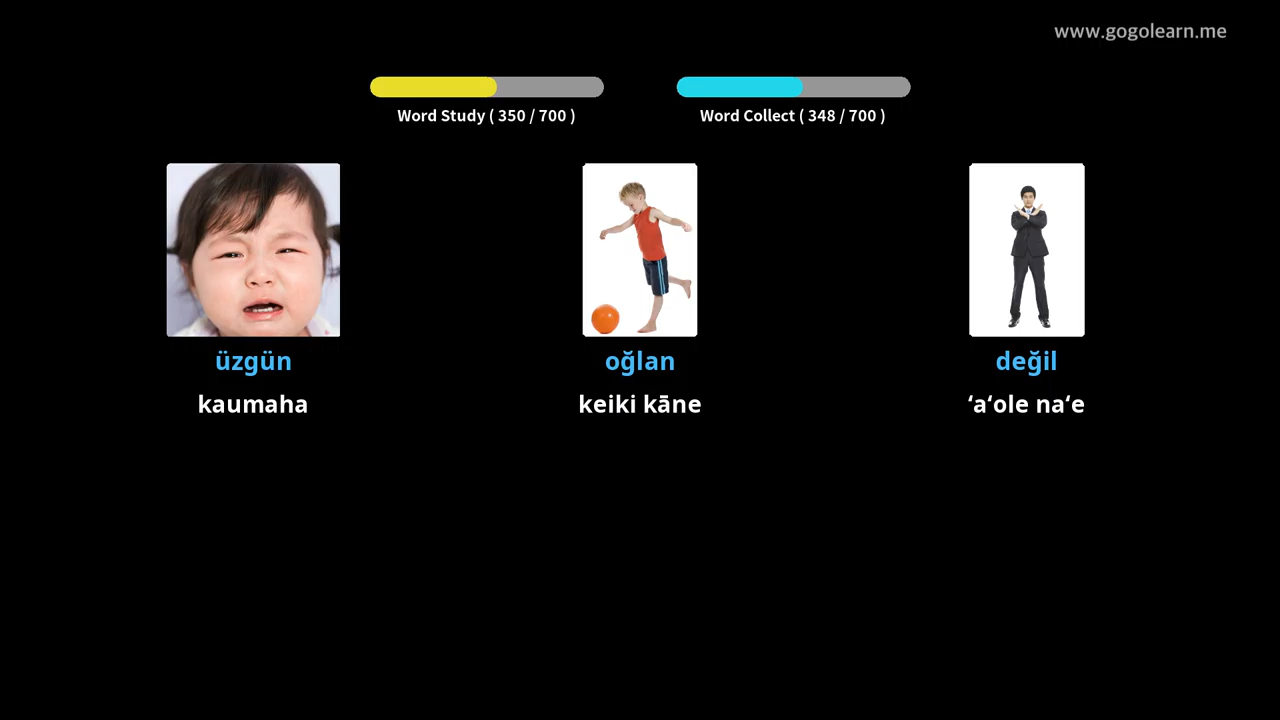 www.gogolearn.me
Word Study ( 350 / 700 )
Word Collect ( 348 / 700 )
üzgün
oğlan
değil
kaumaha
keiki kāne
ʻaʻole naʻe